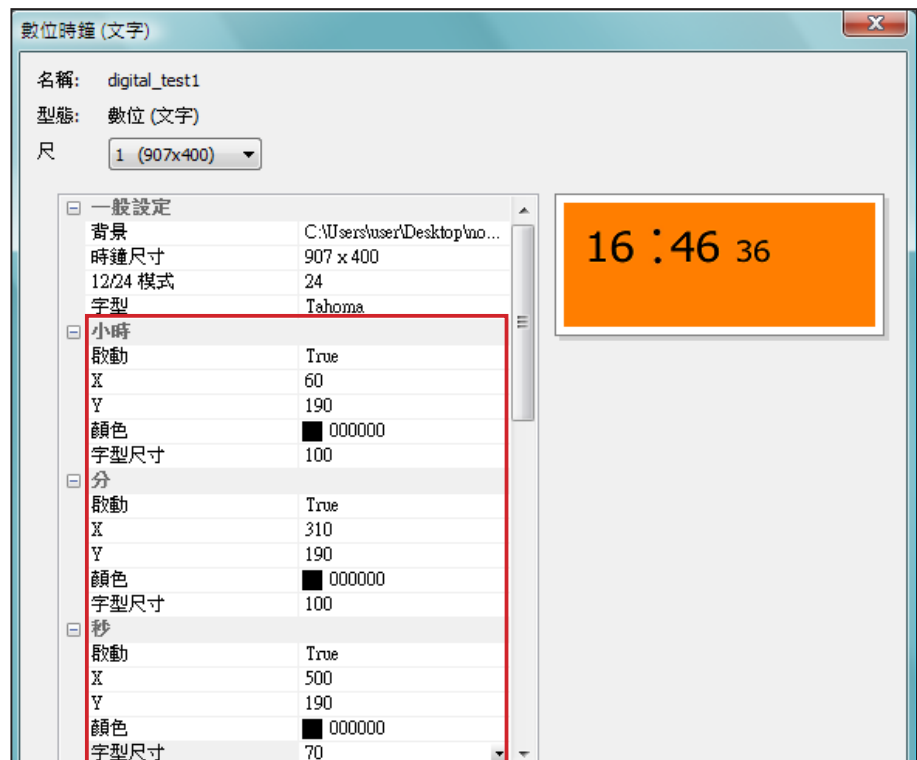 數位時鐘 (文字)
名稱: digital_test1
型態: 數位 (文字)
尺 1 (907x400)
一般設定
背景 C:\Users\user\Desktop\no...
時鐘尺寸 907 x 400
12/24 模式 24
字型 Tahoma
小時
啟動 True
X 60
Y 190
顏色 000000
字型尺寸 100
分
啟動 True
X 310
Y 190
顏色 000000
字型尺寸 100
秒
啟動 True
X 500
Y 190
顏色 000000
字型尺寸 70
16 :46 36